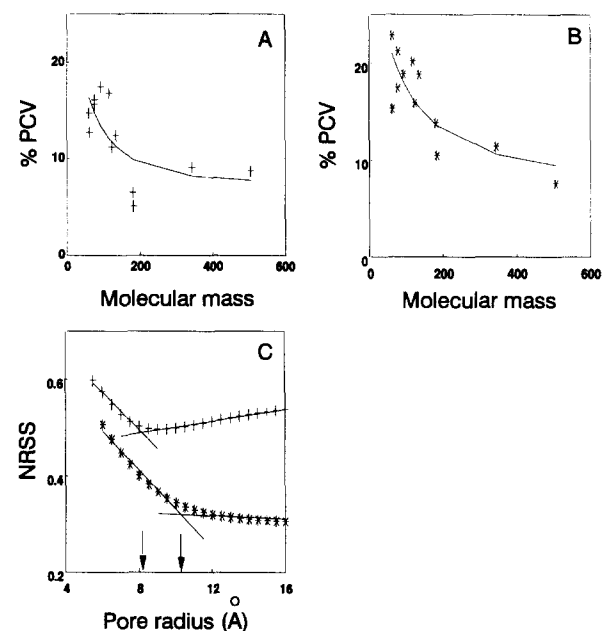 A
20
10
0
% PCV
0 200 400 600
Molecular mass
B
20
10
0
% PCV
0 200 400 600
Molecular mass
C
0.6
0.4
0.2
NRSS
4 8 12 16
Pore radius (Å)